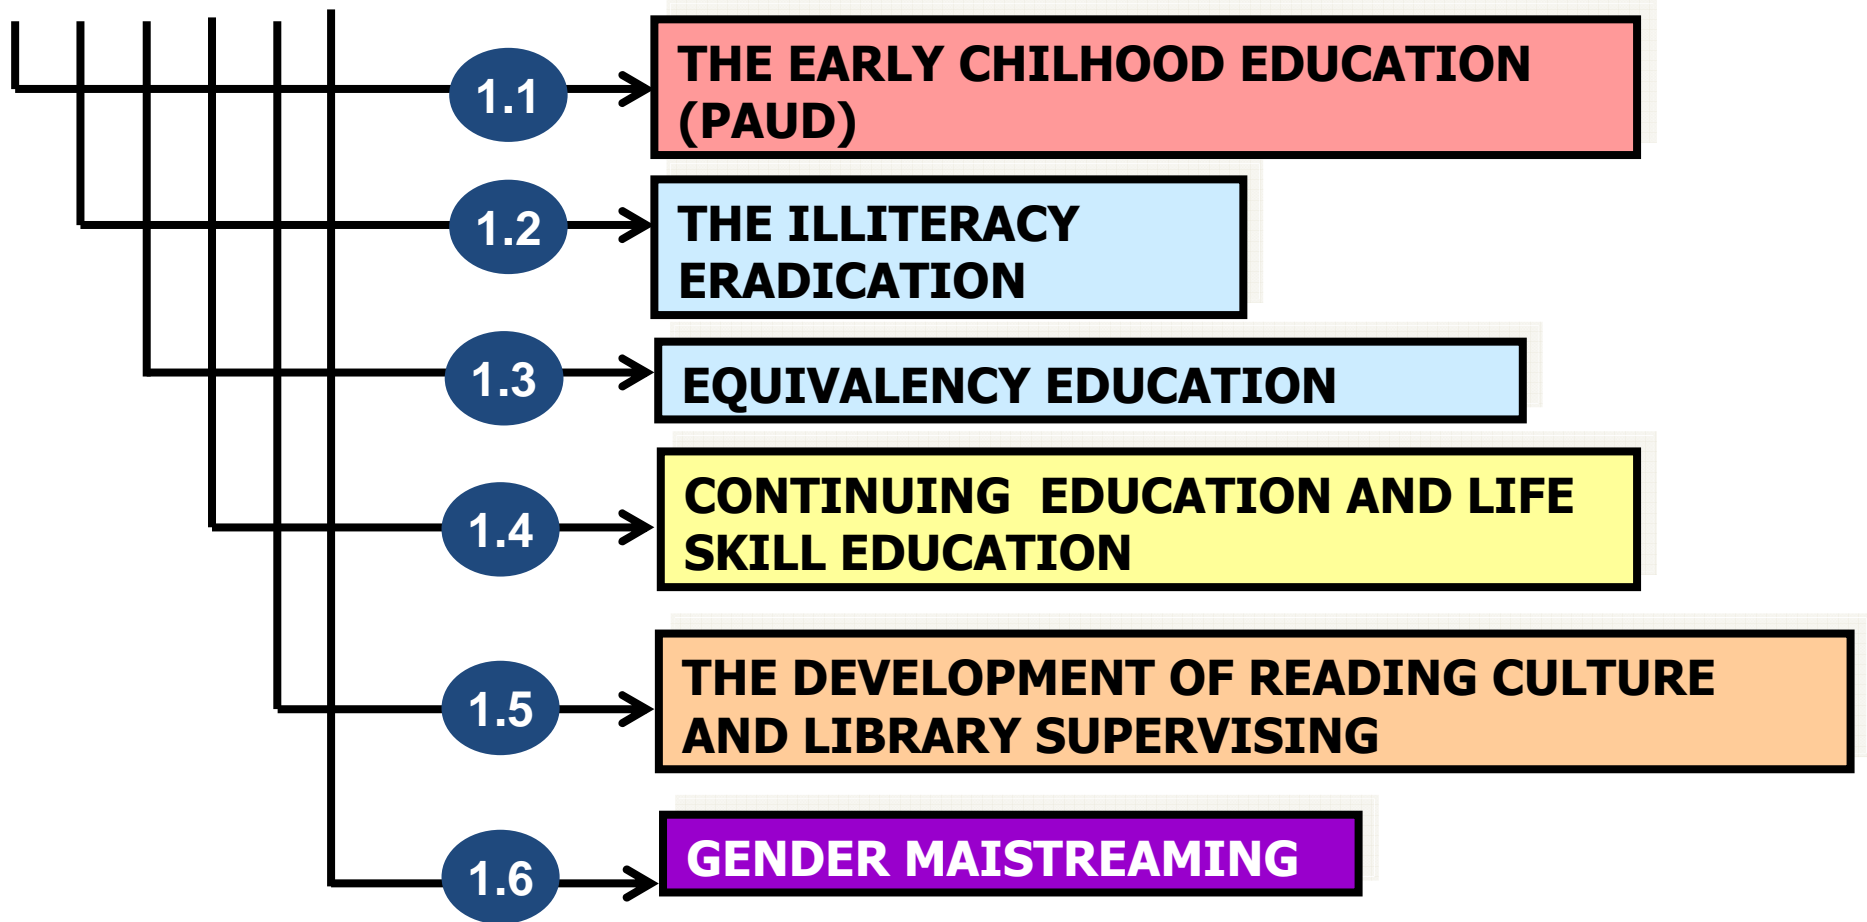 1.1
THE EARLY CHILHOOD EDUCATION
(PAUD)
1.2
THE ILLITERACY
ERADICATION
1.3
EQUIVALENCY EDUCATION
1.4
CONTINUING  EDUCATION AND LIFE
SKILL EDUCATION
1.5
THE DEVELOPMENT OF READING CULTURE
AND LIBRARY SUPERVISING
1.6
GENDER MAISTREAMING